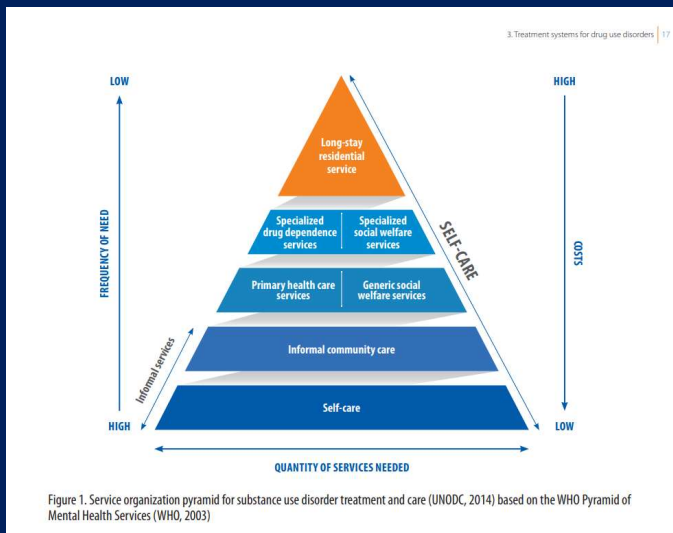 3. Treatment systems for drug use disorders | 17
LOW
HIGH
Long-stay
residential
service
Specialized
drug dependence
services
Specialized
social welfare
services
SELF-CARE
FREQUENCY OF NEED
COSTS
Primary health care
services
Generic social
welfare services
Informal services
Informal community care
Self-care
HIGH
LOW
QUANTITY OF SERVICES NEEDED
Figure 1. Service organization pyramid for substance use disorder treatment and care (UNODC, 2014) based on the WHO Pyramid of
Mental Health Services (WHO, 2003)